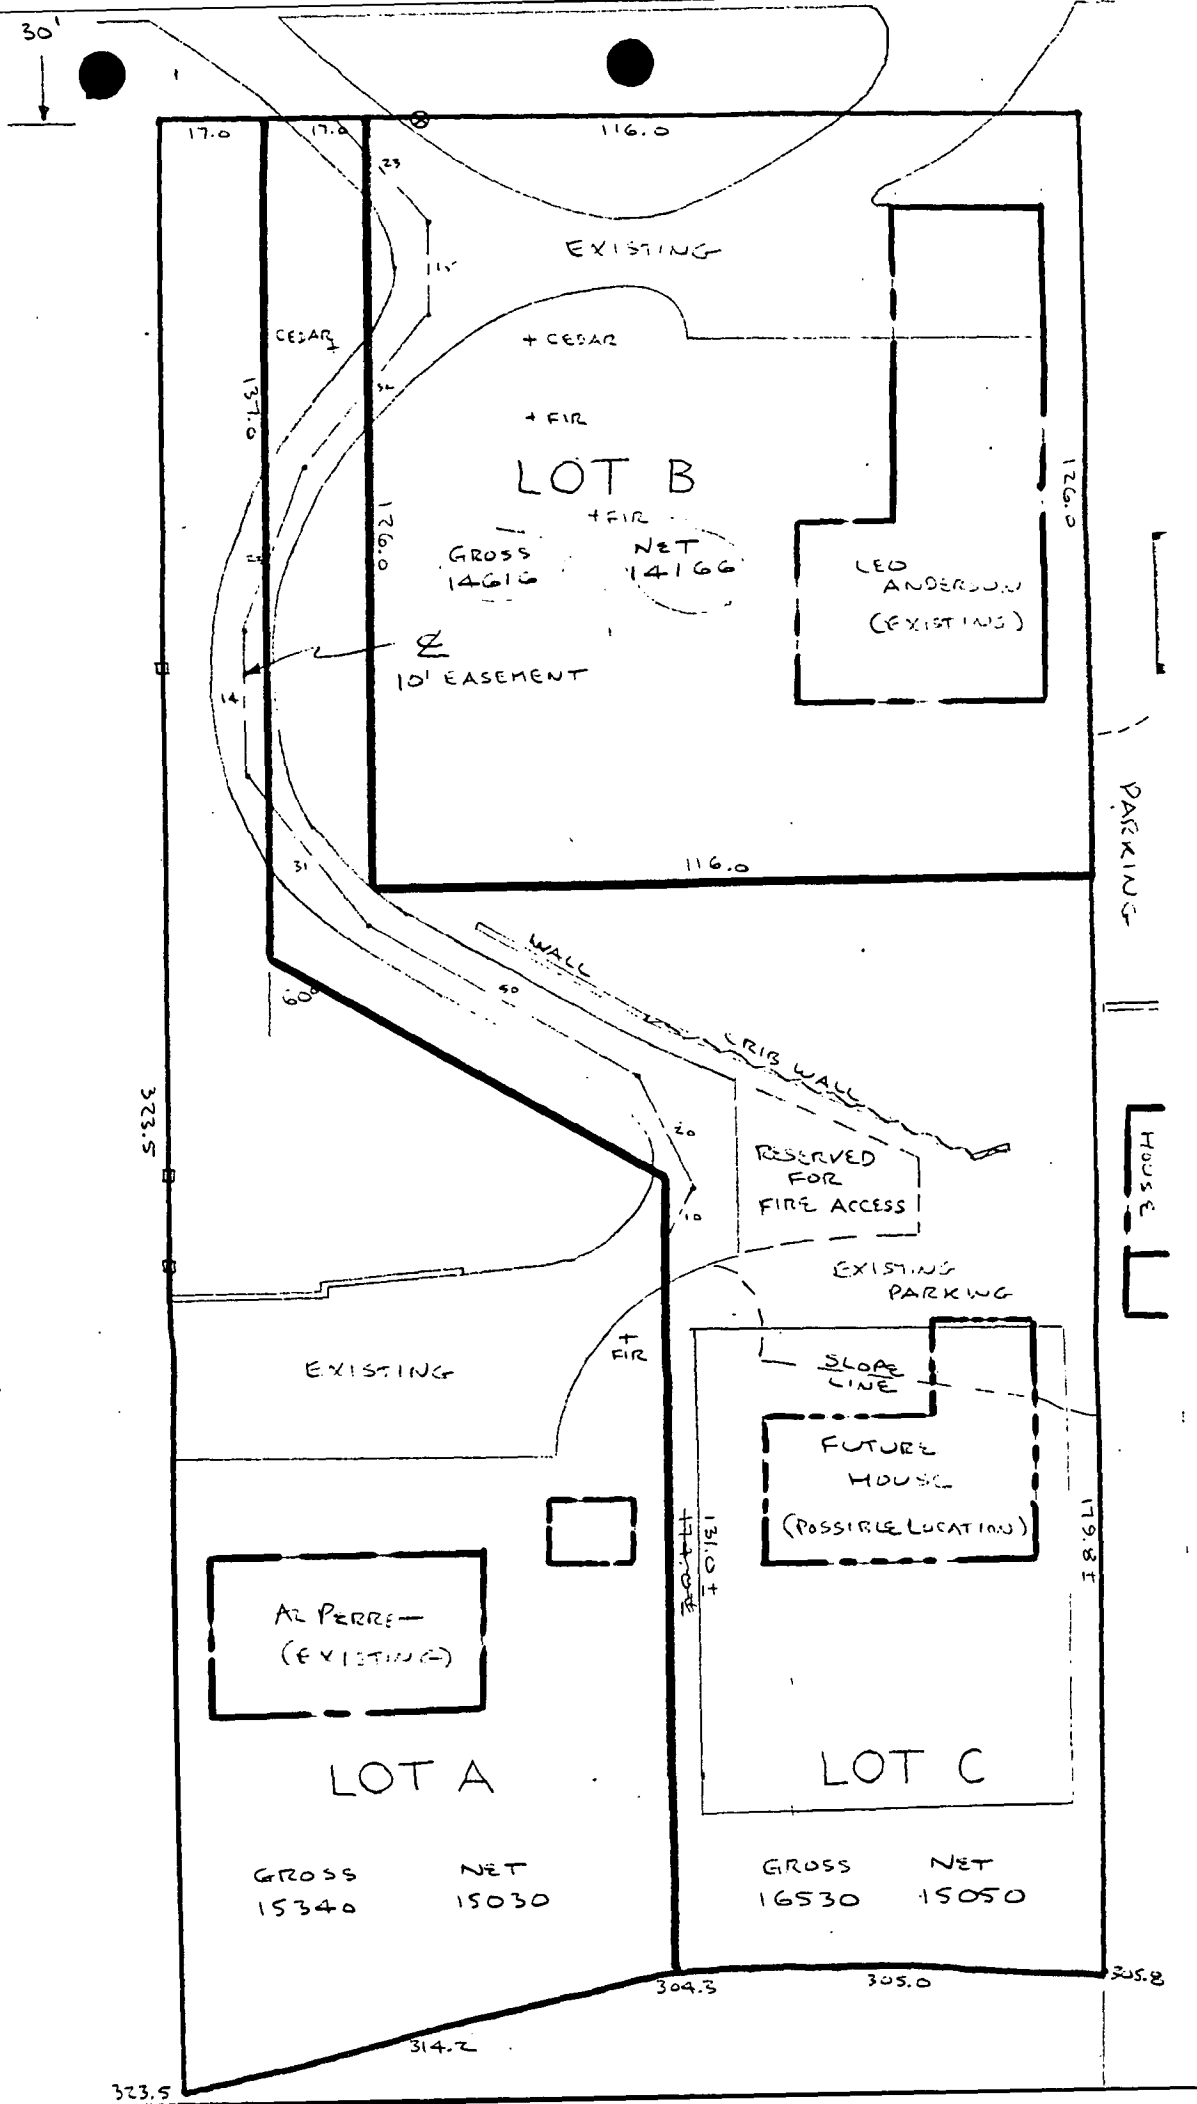 30'
17.0
17.0
116.0
23
15
EXISTING
CEDAR
+ CEDAR
137.0
+ FIR
LOT B
+ FIR
126.0
126.0
GROSS
14616
NET
14166
LEO
ANDERSON
(EXISTING)
10' EASEMENT
14
PARKING
31
116.0
WALL
60°
CRIB WALL
323.5
20
RESERVED
FOR
FIRE ACCESS
HOUSE
10
EXISTING
PARKING
+
FIR
EXISTING
SLOPE
LINE
FUTURE
HOUSE
(POSSIBLE LOCATION)
131.0 ±
179.8 ±
AL PERRE
(EXISTING)
LOT A
LOT C
GROSS
15340
NET
15030
GROSS
16530
NET
15050
304.3
305.0
305.8
314.2
323.5